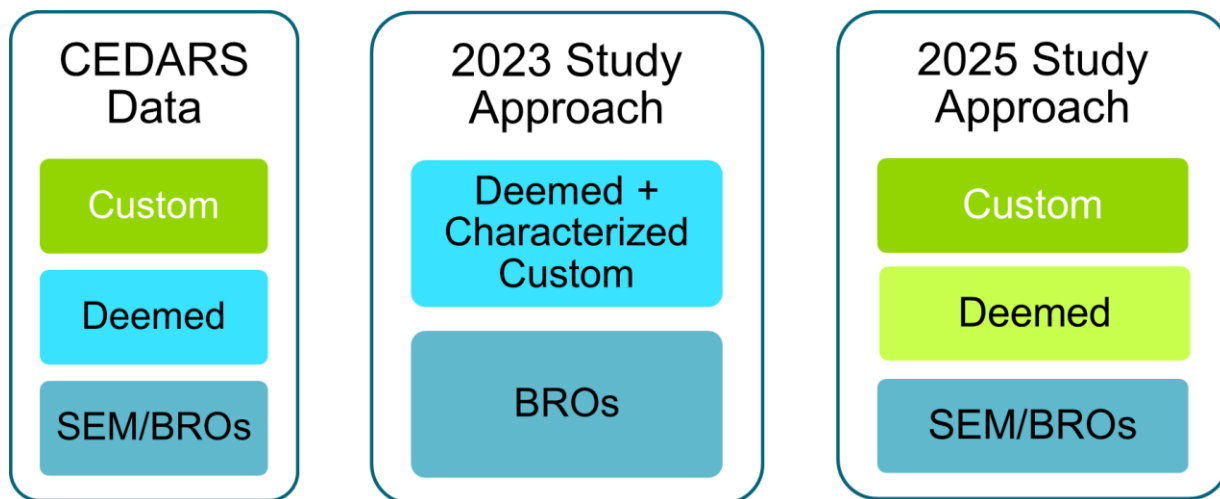 CEDARS
Data
Custom
Deemed
SEM/BROs
2023 Study
Approach
Deemed +
Characterized
Custom
BROs
2025 Study
Approach
Custom
Deemed
SEM/BROs